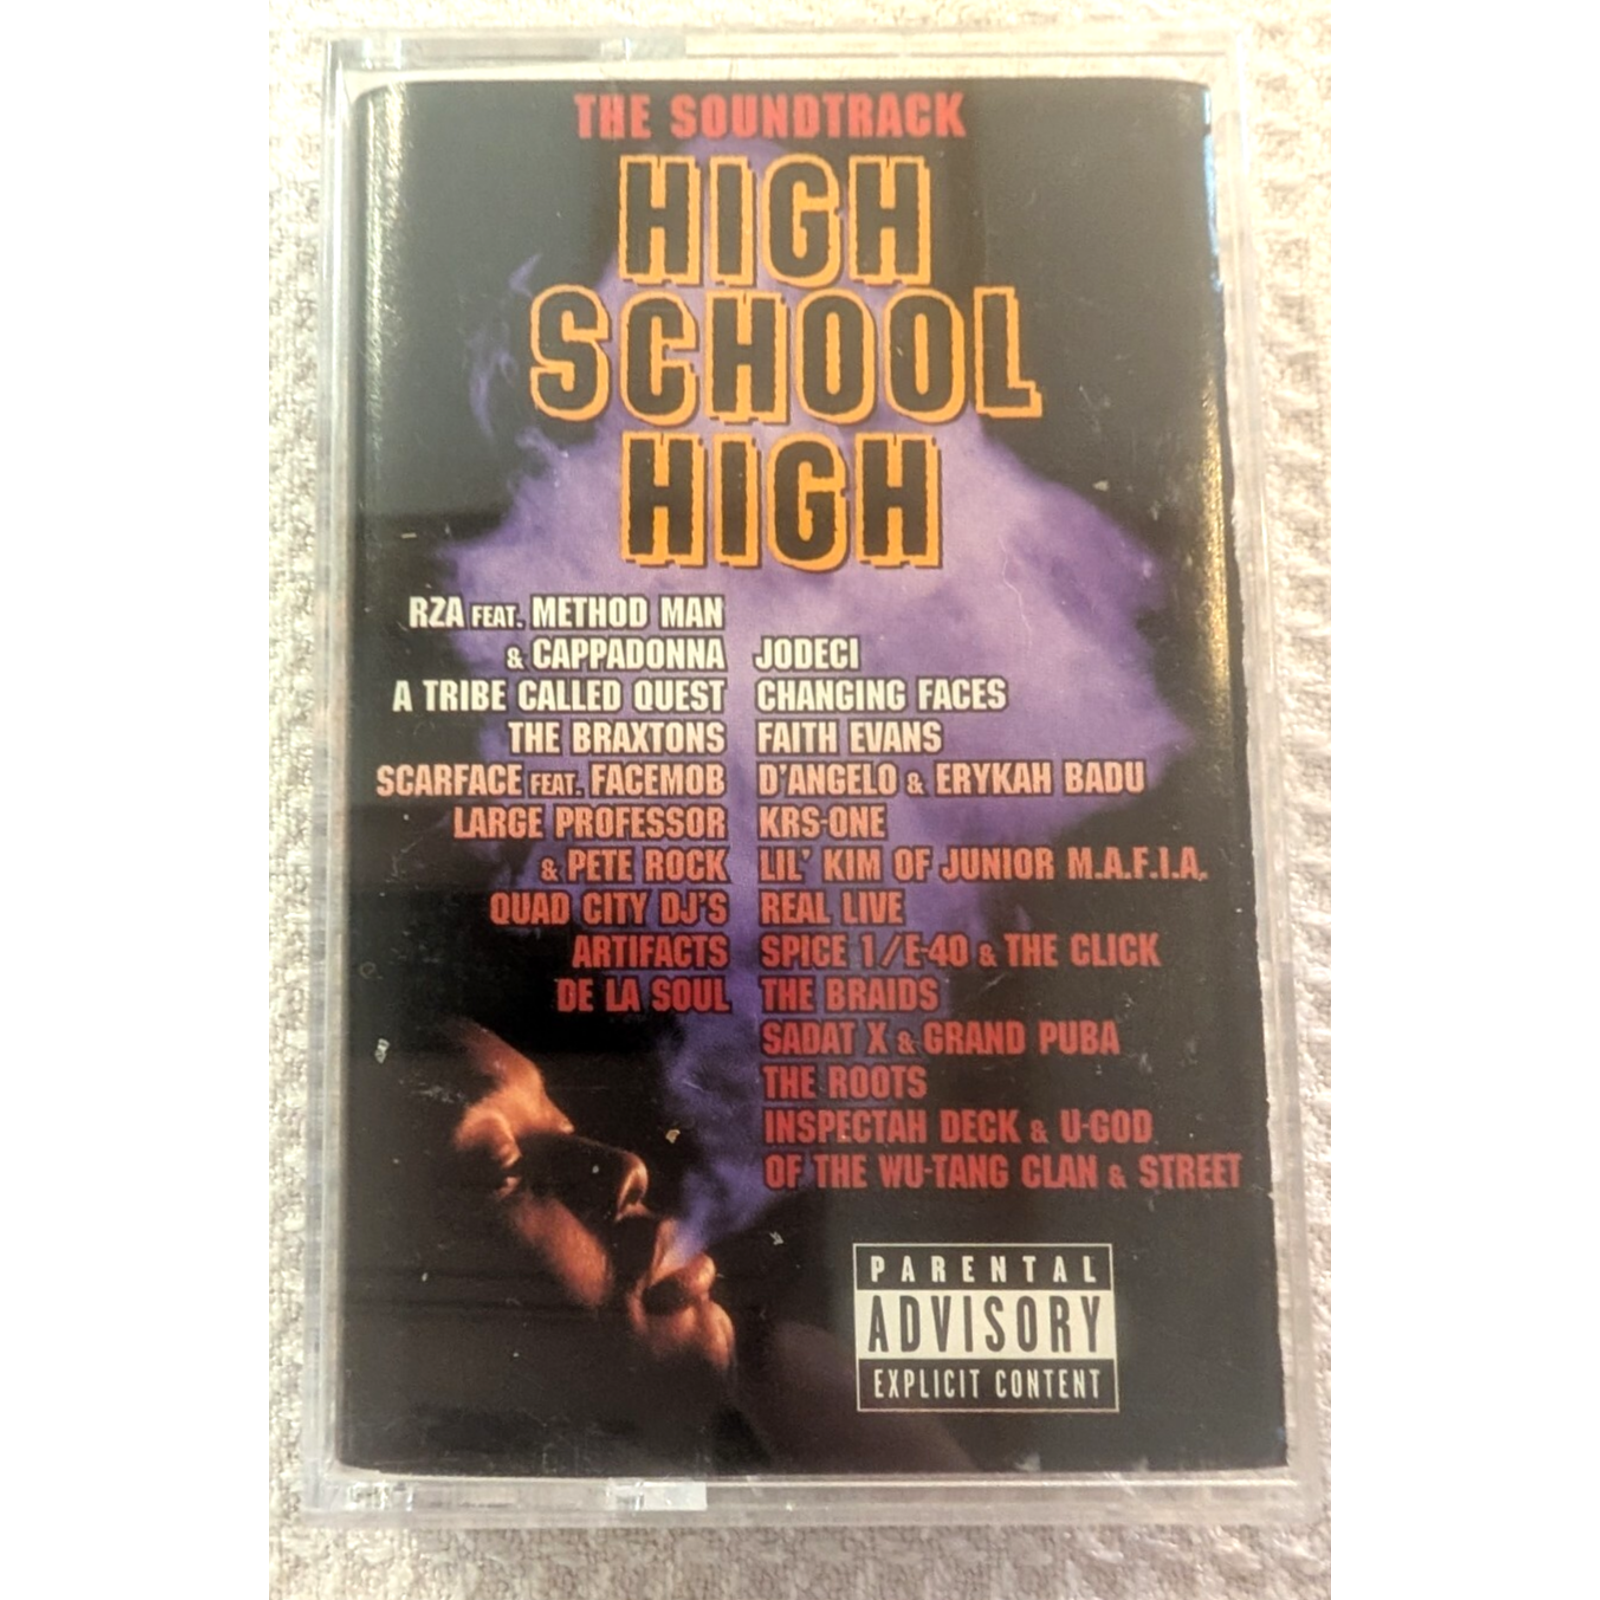 THE SOUNDTRACK
HIGH
SCHOOL
HIGH
RZA FEAT. METHOD MAN
& CAPPADONNA
A TRIBE CALLED QUEST
THE BRAXTONS
SCARFACE FEAT. FACEMOB
LARGE PROFESSOR
& PETE ROCK
QUAD CITY DJ'S
ARTIFACTS
DE LA SOUL
JODECI
CHANGING FACES
FAITH EVANS
D'ANGELO & ERYKAH BADU
KRS-ONE
LIL' KIM OF JUNIOR M.A.F.I.A.
REAL LIVE
SPICE 1/E-40 & THE CLICK
THE BRAIDS
SADAT X & GRAND PUBA
THE ROOTS
INSPECTAH DECK & U-GOD
OF THE WU-TANG CLAN & STREET
PARENTAL
ADVISORY
EXPLICIT CONTENT